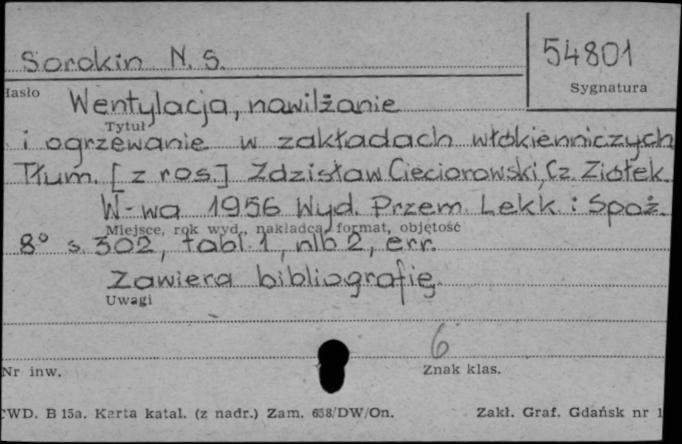 Sorokin N. S.
54801
Hasło
Sygnatura
Wentylacja, nawilżanie
Tytuł
i ogrzewanie w zakładach włókienniczych
Tłum. [z ros.] Zdzisław Cieciorowski, Cz. Ziołek.
W-wa 1956 Wyd. Przem. Lekk. i Spoż.
Miejsce, rok wyd., nakładca, format, objętość
8° s. 302, tabl. 1, nlb 2, err.
Zawiera bibliografię.
Uwagi
6
Nr inw.
Znak klas.
WD. B 15a. Karta katal. (z nadr.) Zam. 658/DW/On.
Zakł. Graf. Gdańsk nr 1